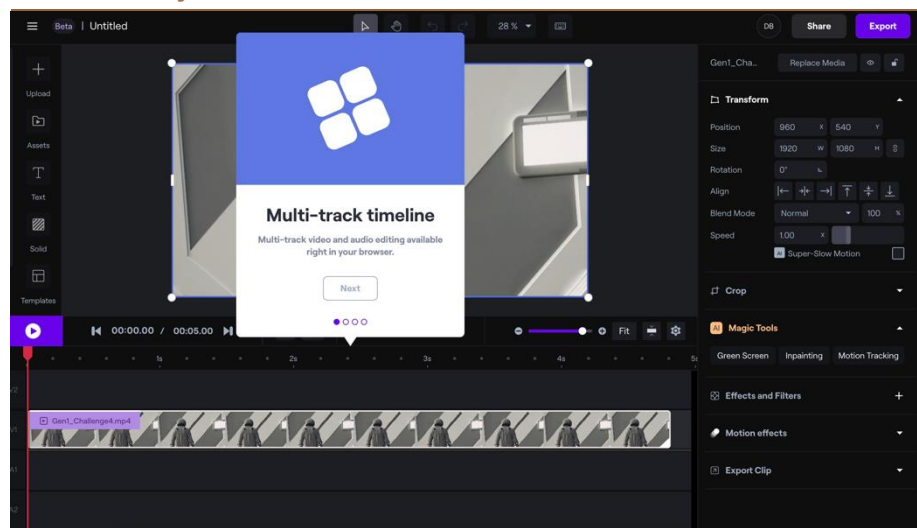 Beta | Untitled
28 %
DB
Share
Export
Upload
Assets
Text
Solid
Templates
Multi-track timeline
Multi-track video and audio editing available
right in your browser.
Next
Gen1_Cha...
Replace Media
Transform
Position 960 X 540 Y
Size 1920 W 1080 H
Rotation 0°
Align
Blend Mode Normal 100 %
Speed 1.00 x
AI Super-Slow Motion
Crop
AI Magic Tools
Green Screen Inpainting Motion Tracking
Effects and Filters
Motion effects
Export Clip
00:00.00 / 00:05.00
Fit
1s 2s 3s 4s
V2
V1
Gen1_Challenge4.mp4
A1
A2